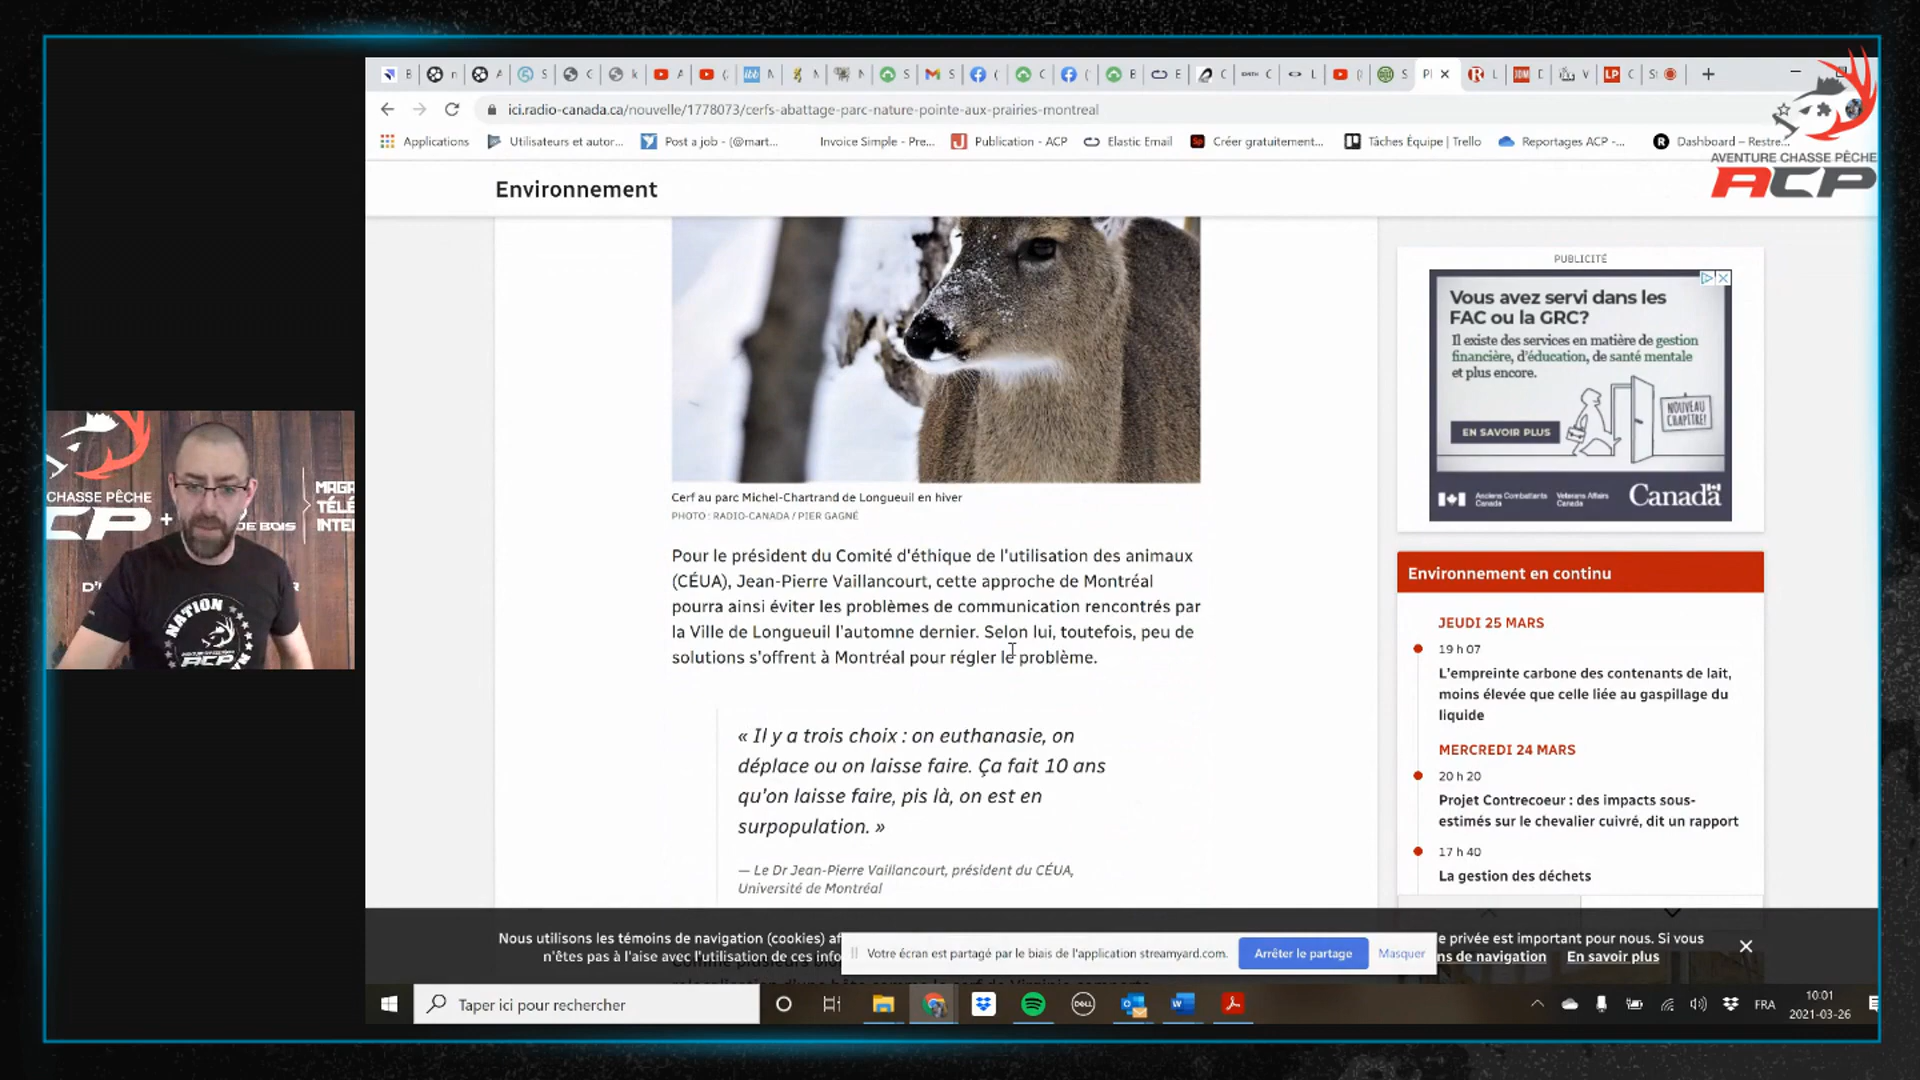 ici.radio-canada.ca/nouvelle/1778073/cerfs-abattage-parc-nature-pointe-aux-prairies-montreal
Applications
Utilisateurs et autor...
Post a job - (@mart...
Invoice Simple - Pre...
Publication - ACP
Elastic Email
Créer gratuitement...
Tâches Équipe | Trello
Reportages ACP -...
Dashboard – Restre...
AVENTURE CHASSE PÊCHE
ACP
Environnement
PUBLICITÉ
Vous avez servi dans les
FAC ou la GRC?
Il existe des services en matière de gestion
financière, d'éducation, de santé mentale
et plus encore.
NOUVEAU
CHAPITRE!
EN SAVOIR PLUS
Anciens Combattants
Canada
Veterans Affairs
Canada
Canada
Cerf au parc Michel-Chartrand de Longueuil en hiver
PHOTO : RADIO-CANADA / PIER GAGNÉ
Pour le président du Comité d'éthique de l'utilisation des animaux
(CÉUA), Jean-Pierre Vaillancourt, cette approche de Montréal
pourra ainsi éviter les problèmes de communication rencontrés par
la Ville de Longueuil l'automne dernier. Selon lui, toutefois, peu de
solutions s'offrent à Montréal pour régler le problème.
« Il y a trois choix : on euthanasie, on
déplace ou on laisse faire. Ça fait 10 ans
qu'on laisse faire, pis là, on est en
surpopulation. »
— Le Dr Jean-Pierre Vaillancourt, président du CÉUA,
Université de Montréal
Environnement en continu
JEUDI 25 MARS
19 h 07
L'empreinte carbone des contenants de lait,
moins élevée que celle liée au gaspillage du
liquide
MERCREDI 24 MARS
20 h 20
Projet Contrecoeur : des impacts sous-
estimés sur le chevalier cuivré, dit un rapport
17 h 40
La gestion des déchets
CHASSE PÊCHE
CP +
DE BOIS
MAGA
TÉLÉ
INTE
D'
NATION
ACP
Nous utilisons les témoins de navigation (cookies) af
n'êtes pas à l'aise avec l'utilisation de ces info
Votre écran est partagé par le biais de l'application streamyard.com.
Arrêter le partage
Masquer
e privée est important pour nous. Si vous
ns de navigation
En savoir plus
Taper ici pour rechercher
DELL
FRA
10:01
2021-03-26